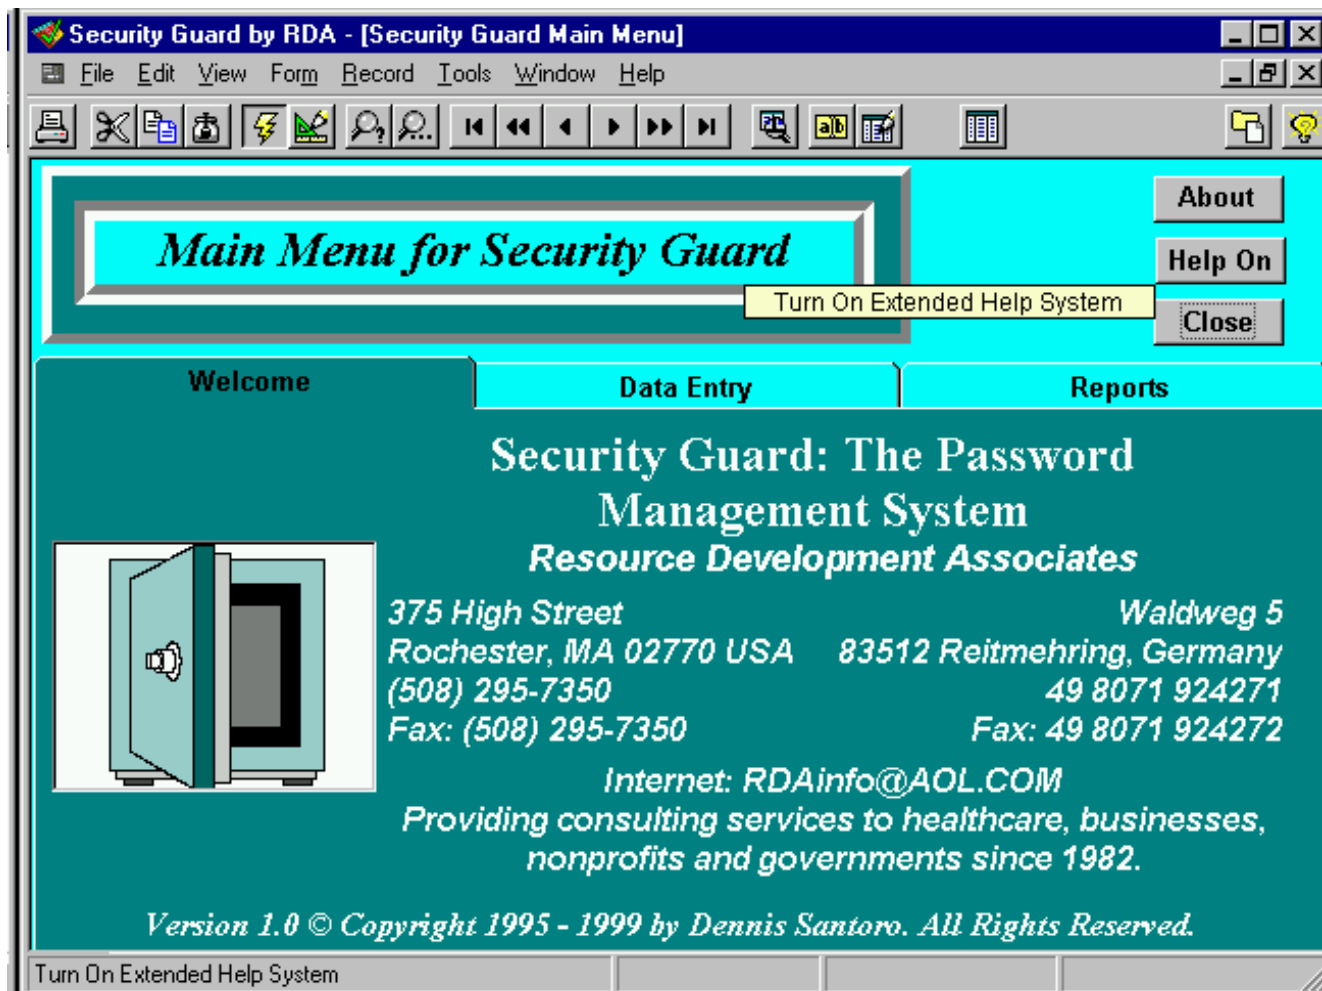 Security Guard by RDA - [Security Guard Main Menu]
File Edit View Form Record Tools Window Help
Main Menu for Security Guard
About
Help On
Turn On Extended Help System
Close
Welcome Data Entry Reports
Security Guard: The Password
Management System
Resource Development Associates
375 High Street
Rochester, MA 02770 USA
(508) 295-7350
Fax: (508) 295-7350
Waldweg 5
83512 Reitmehring, Germany
49 8071 924271
Fax: 49 8071 924272
Internet: RDAinfo@AOL.COM
Providing consulting services to healthcare, businesses,
nonprofits and governments since 1982.
Version 1.0 © Copyright 1995 - 1999 by Dennis Santoro. All Rights Reserved.
Turn On Extended Help System